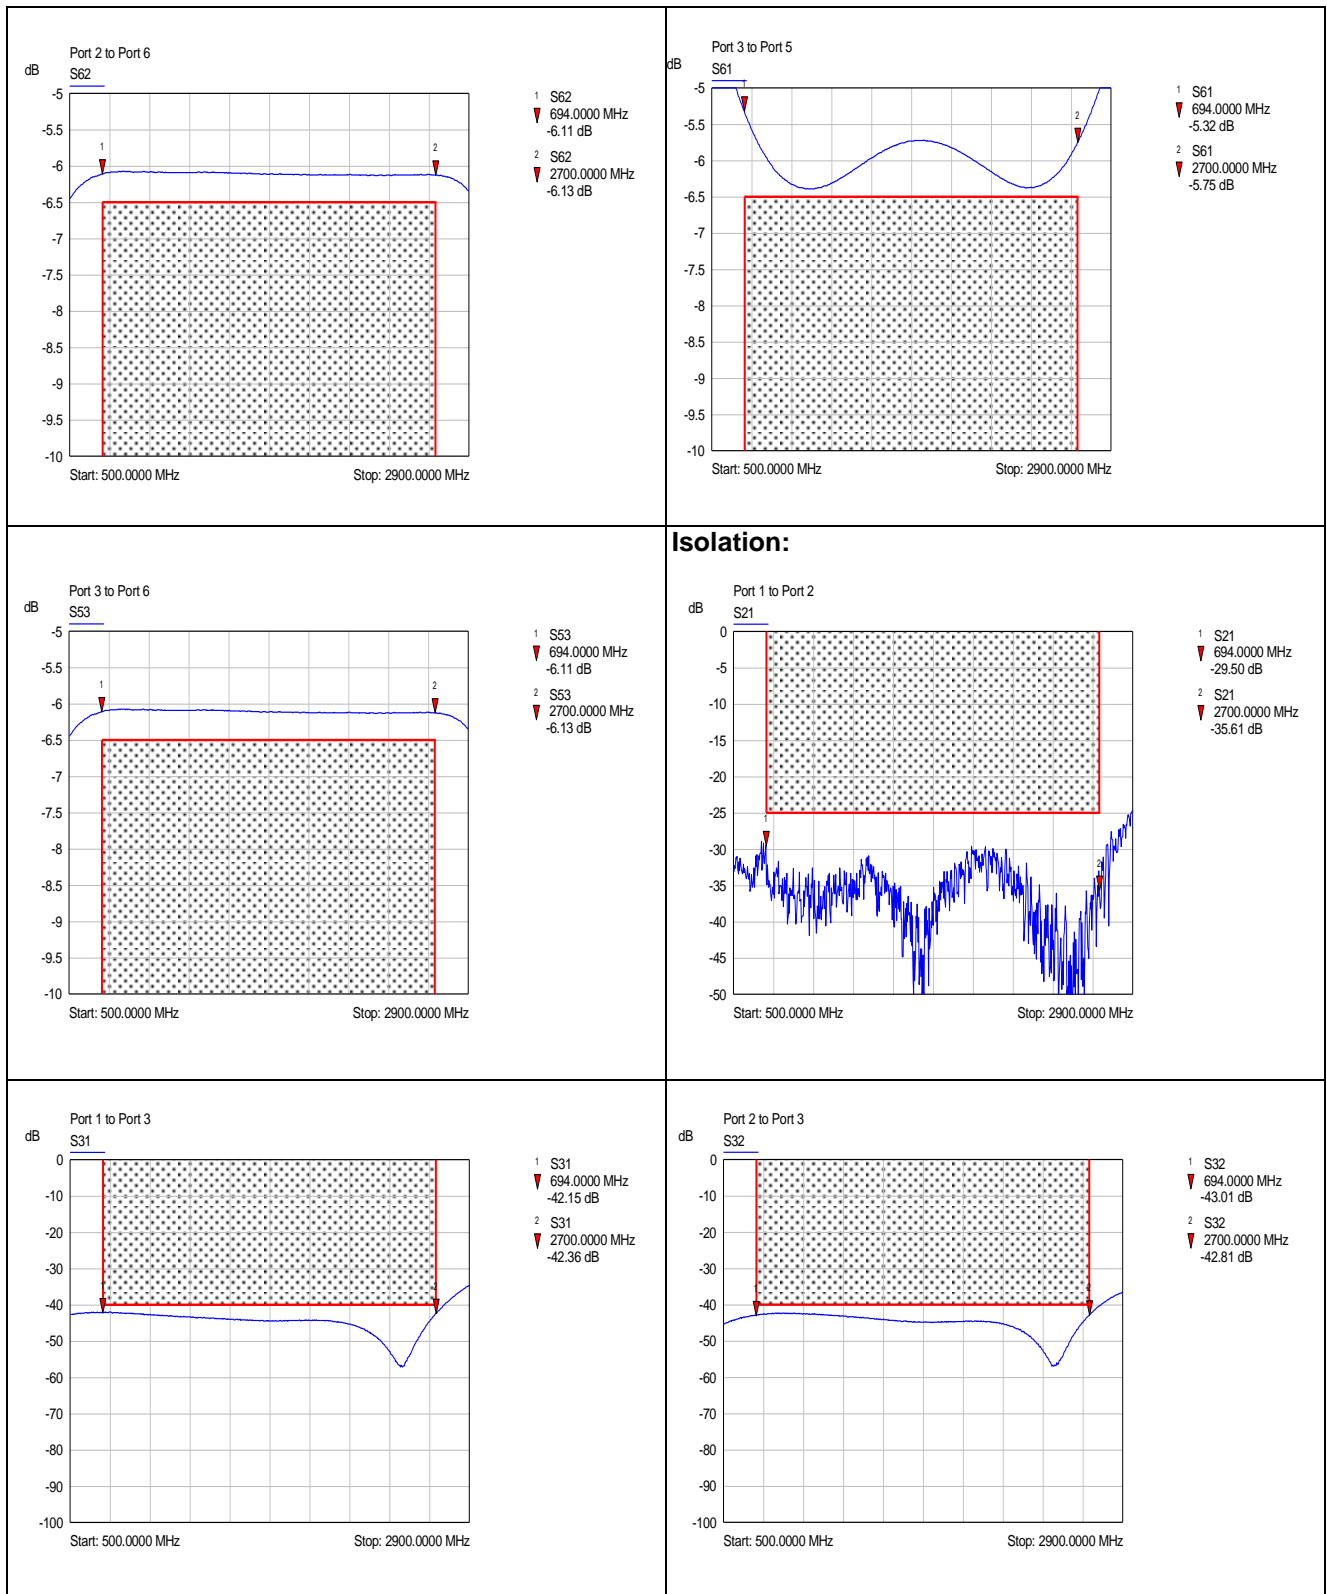 Port 2 to Port 6
dB
S62
-5
-5.5
-6
-6.5
-7
-7.5
-8
-8.5
-9
-9.5
-10
1
2
Start: 500.0000 MHz
Stop: 2900.0000 MHz
1 S62
694.0000 MHz
-6.11 dB
2 S62
2700.0000 MHz
-6.13 dB
Port 3 to Port 5
dB
S61
-5
-5.5
-6
-6.5
-7
-7.5
-8
-8.5
-9
-9.5
-10
1
2
Start: 500.0000 MHz
Stop: 2900.0000 MHz
1 S61
694.0000 MHz
-5.32 dB
2 S61
2700.0000 MHz
-5.75 dB
Port 3 to Port 6
dB
S53
-5
-5.5
-6
-6.5
-7
-7.5
-8
-8.5
-9
-9.5
-10
1
2
Start: 500.0000 MHz
Stop: 2900.0000 MHz
1 S53
694.0000 MHz
-6.11 dB
2 S53
2700.0000 MHz
-6.13 dB
Isolation:
Port 1 to Port 2
dB
S21
0
-5
-10
-15
-20
-25
-30
-35
-40
-45
-50
1
2
Start: 500.0000 MHz
Stop: 2900.0000 MHz
1 S21
694.0000 MHz
-29.50 dB
2 S21
2700.0000 MHz
-35.61 dB
Port 1 to Port 3
dB
S31
0
-10
-20
-30
-40
-50
-60
-70
-80
-90
-100
1
2
Start: 500.0000 MHz
Stop: 2900.0000 MHz
1 S31
694.0000 MHz
-42.15 dB
2 S31
2700.0000 MHz
-42.36 dB
Port 2 to Port 3
dB
S32
0
-10
-20
-30
-40
-50
-60
-70
-80
-90
-100
1
2
Start: 500.0000 MHz
Stop: 2900.0000 MHz
1 S32
694.0000 MHz
-43.01 dB
2 S32
2700.0000 MHz
-42.81 dB